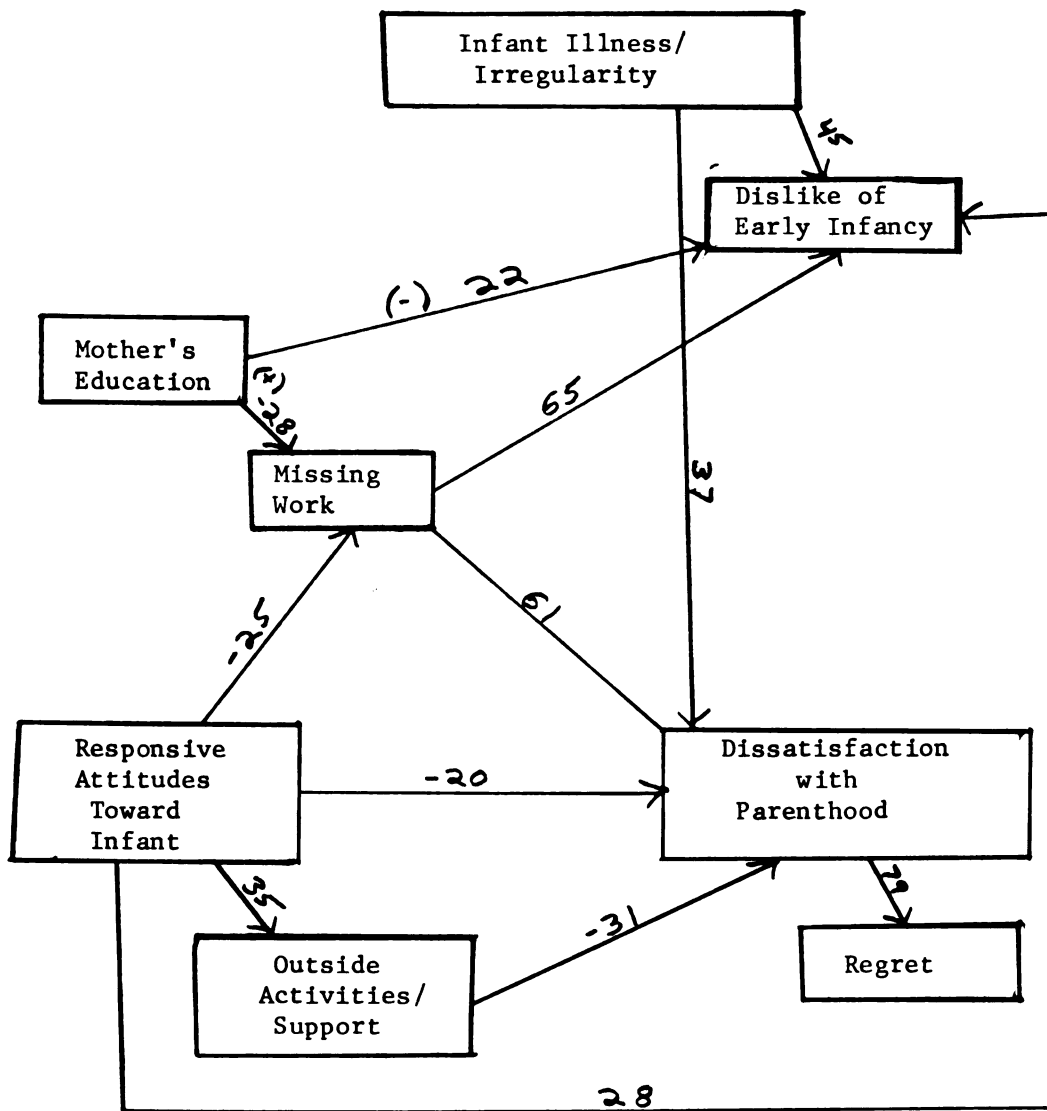 Infant Illness/
Irregularity
45
Dislike of
Early Infancy
(-) 22
Mother's
Education
-28
65
Missing
Work
37
61
-25
Responsive
Attitudes
Toward
Infant
-20
Dissatisfaction
with
Parenthood
35
79
-31
Outside
Activities/
Support
Regret
28